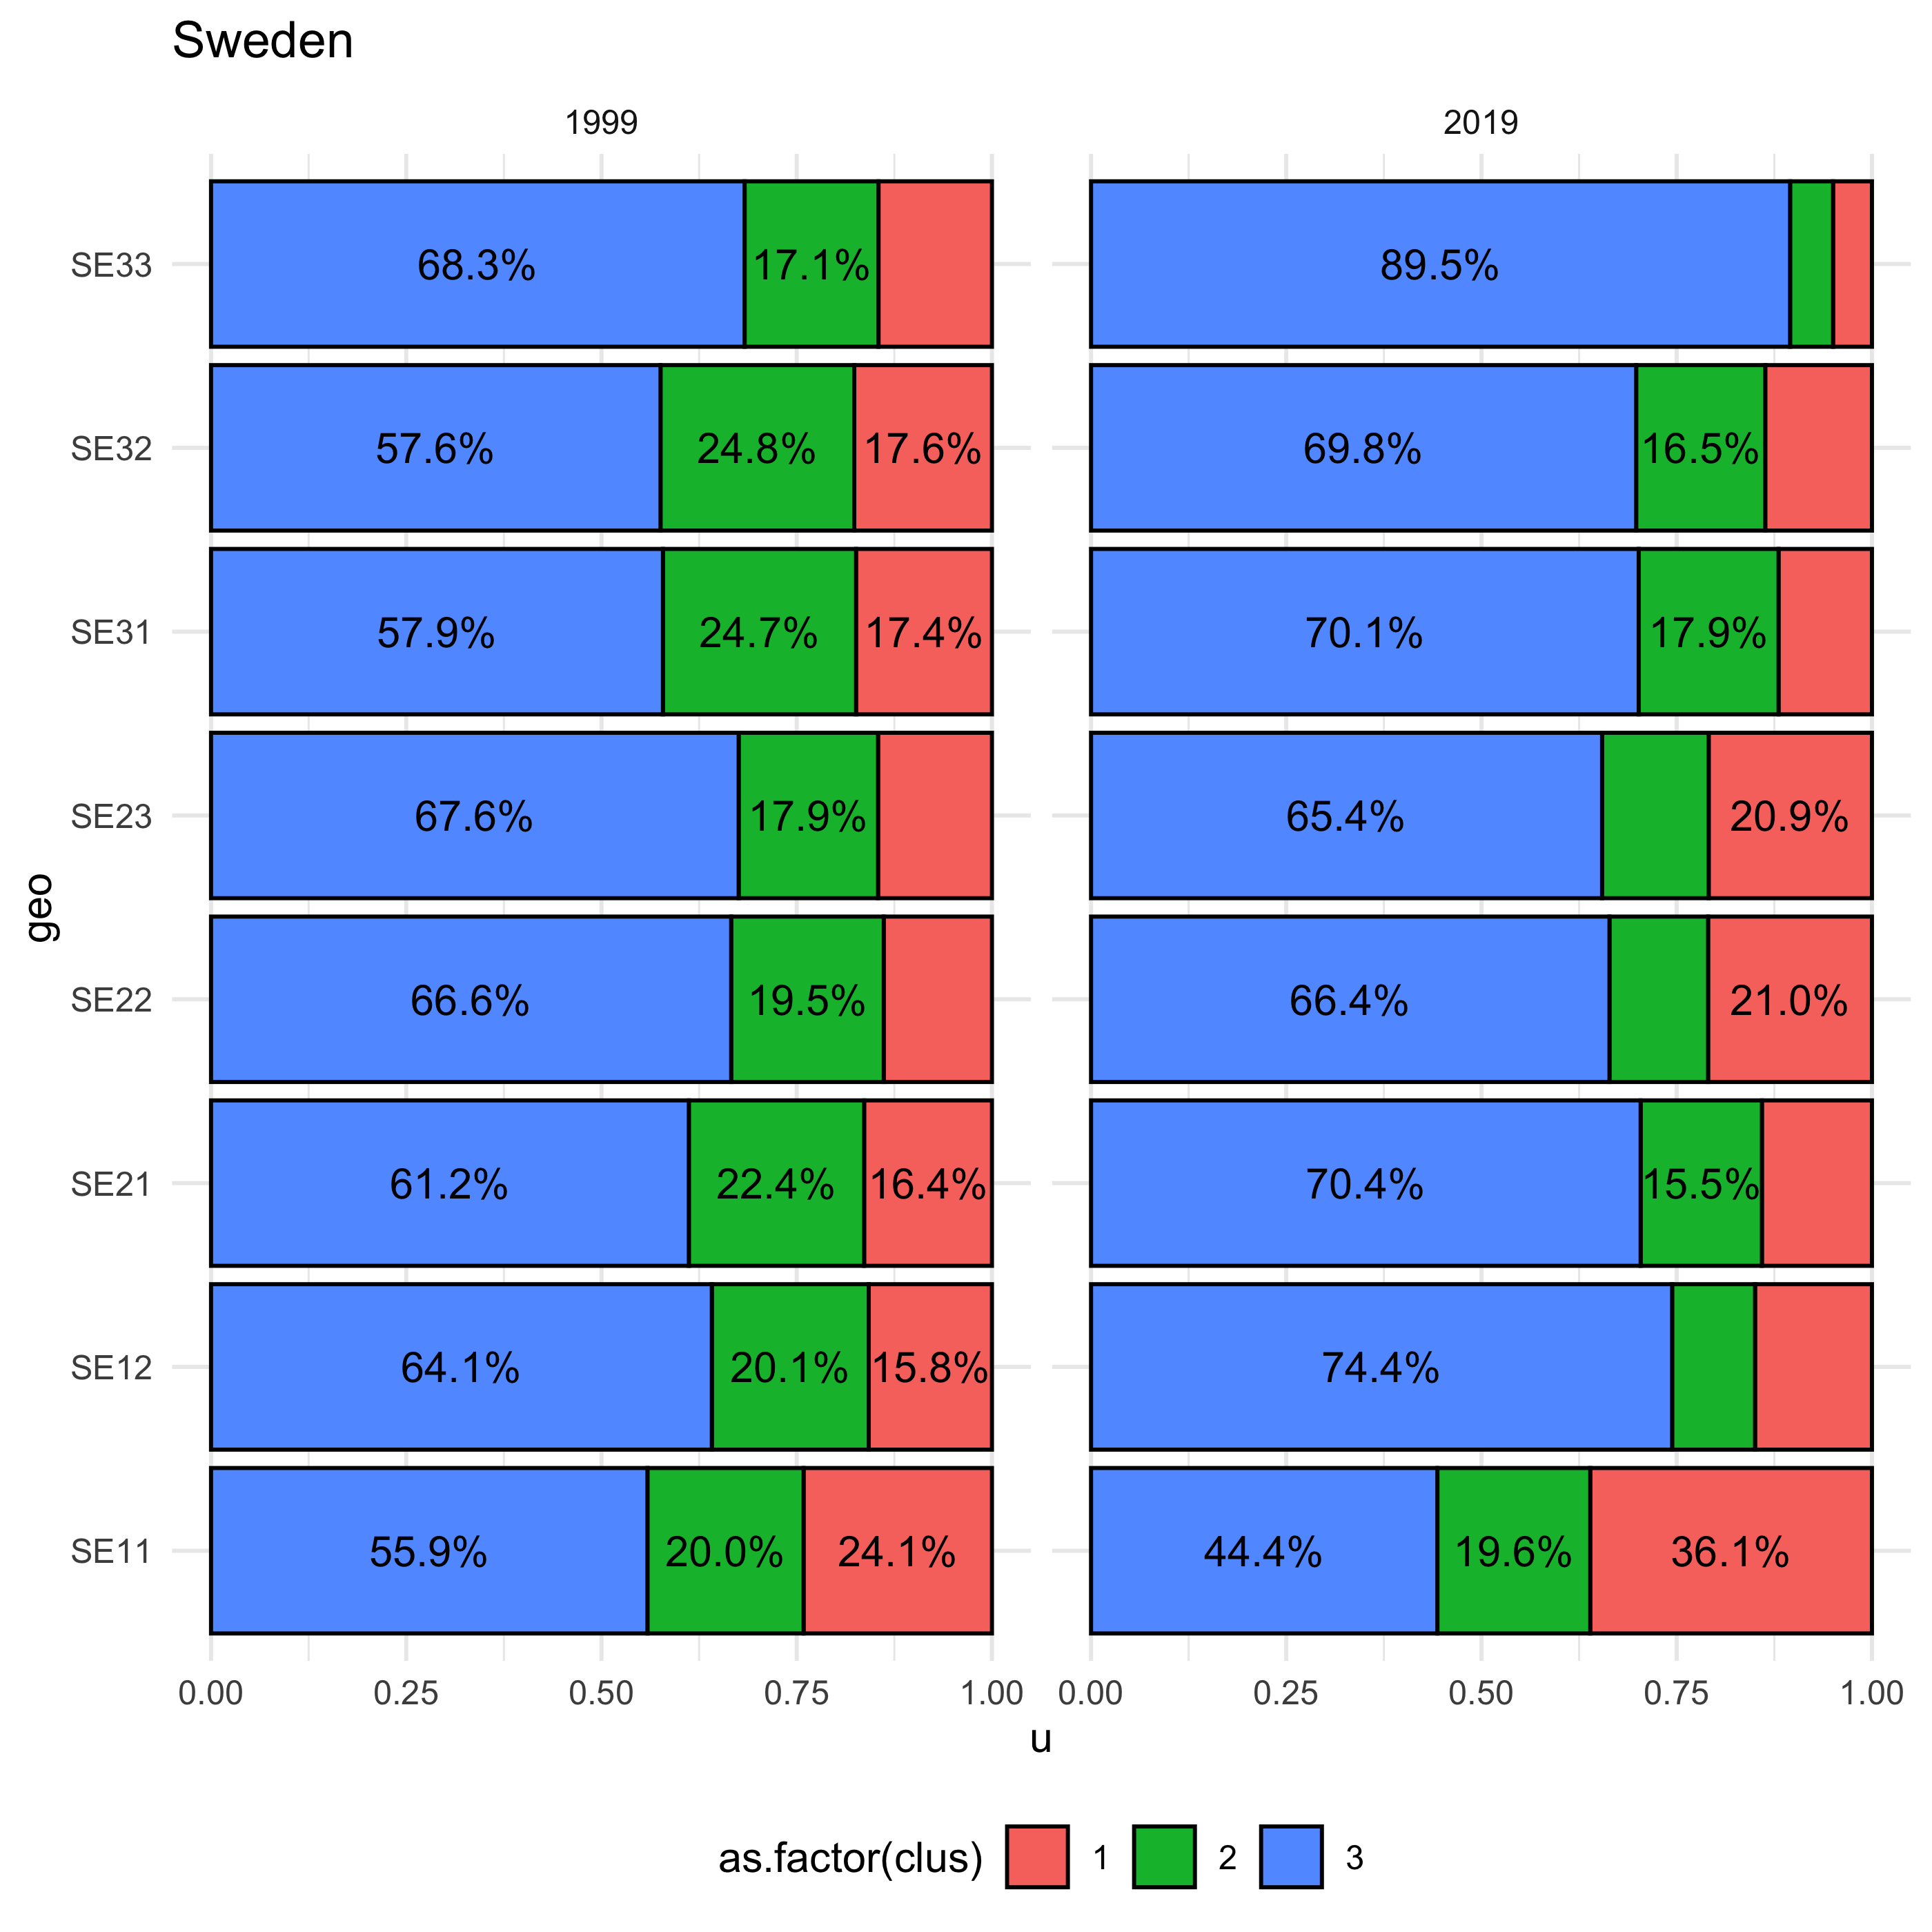 Sweden
1999 2019
SE33 68.3% 17.1% 89.5%
SE32 57.6% 24.8% 17.6% 69.8% 16.5%
SE31 57.9% 24.7% 17.4% 70.1% 17.9%
SE23 67.6% 17.9% 65.4% 20.9%
geo
SE22 66.6% 19.5% 66.4% 21.0%
SE21 61.2% 22.4% 16.4% 70.4% 15.5%
SE12 64.1% 20.1% 15.8% 74.4%
SE11 55.9% 20.0% 24.1% 44.4% 19.6% 36.1%
0.00 0.25 0.50 0.75 1.00 0.00 0.25 0.50 0.75 1.00
u
as.factor(clus) 1 2 3